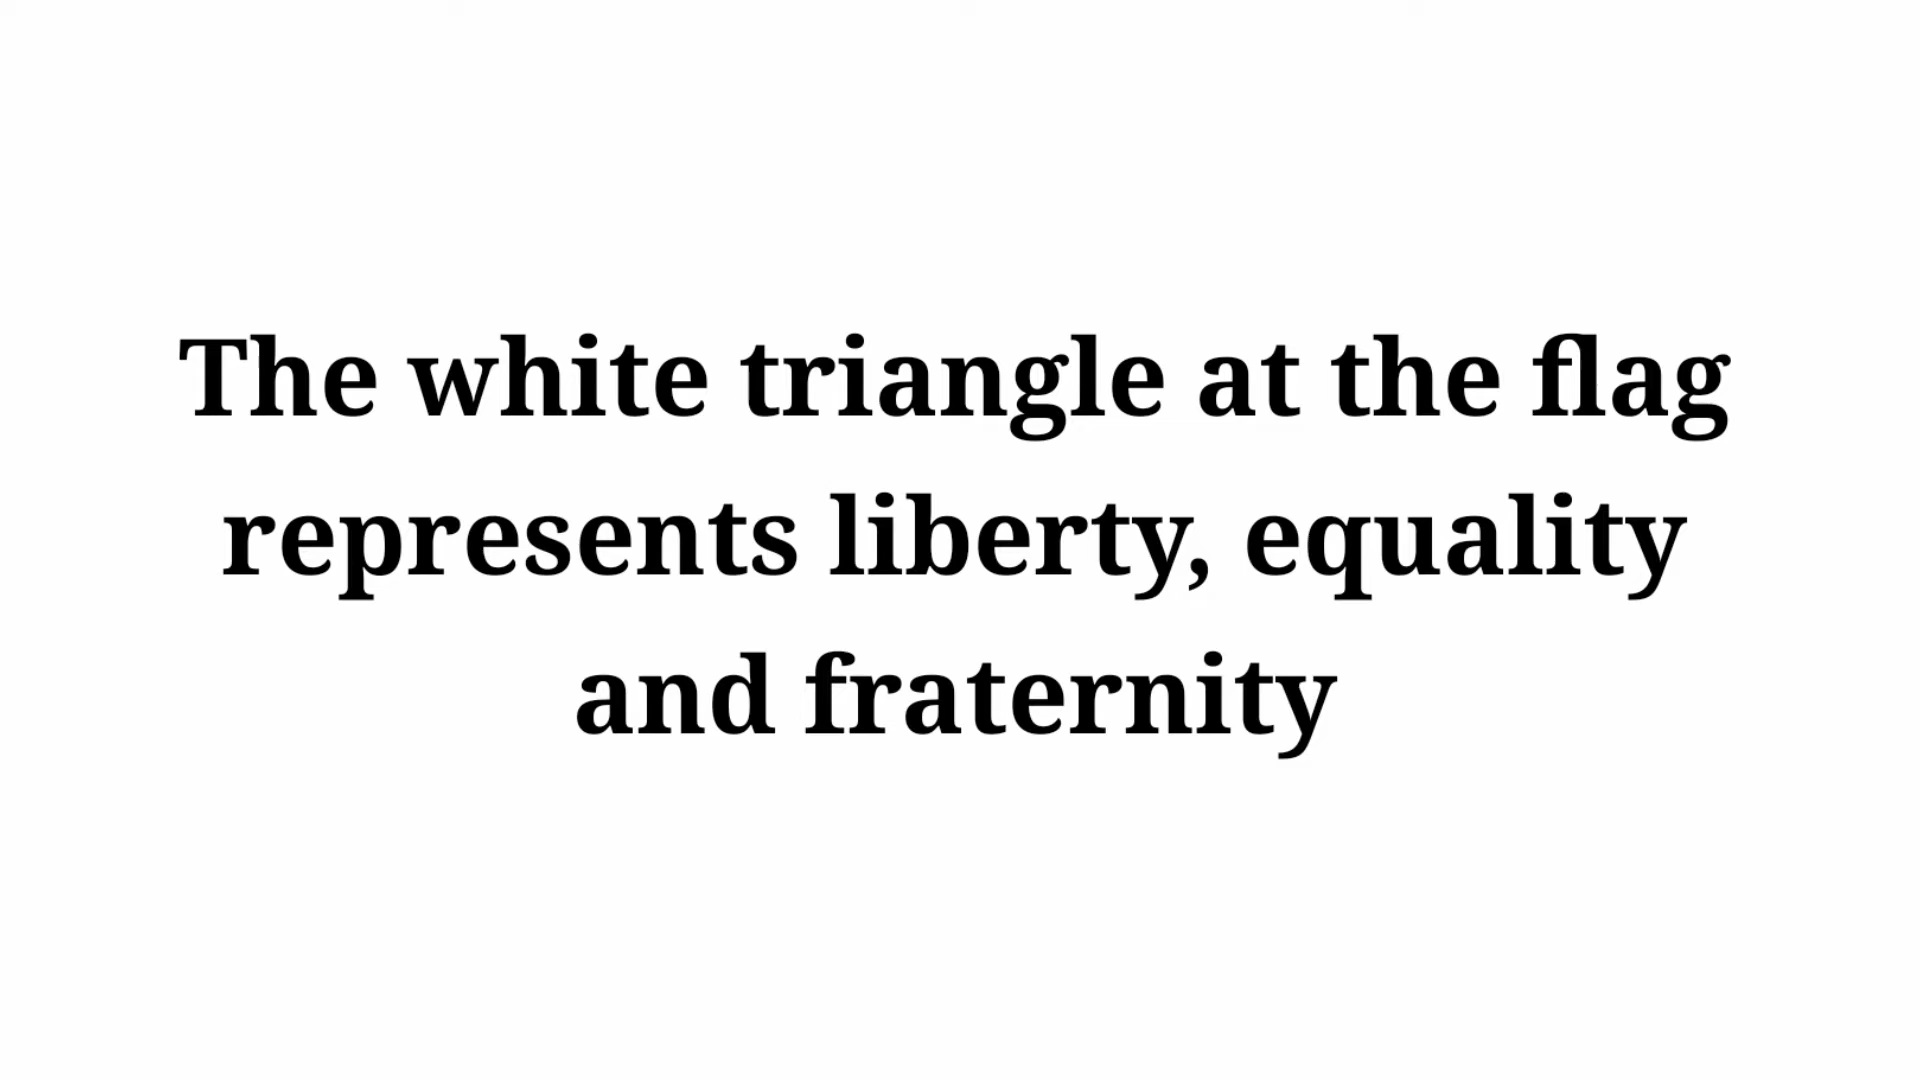 The white triangle at the flag
represents liberty, equality
and fraternity